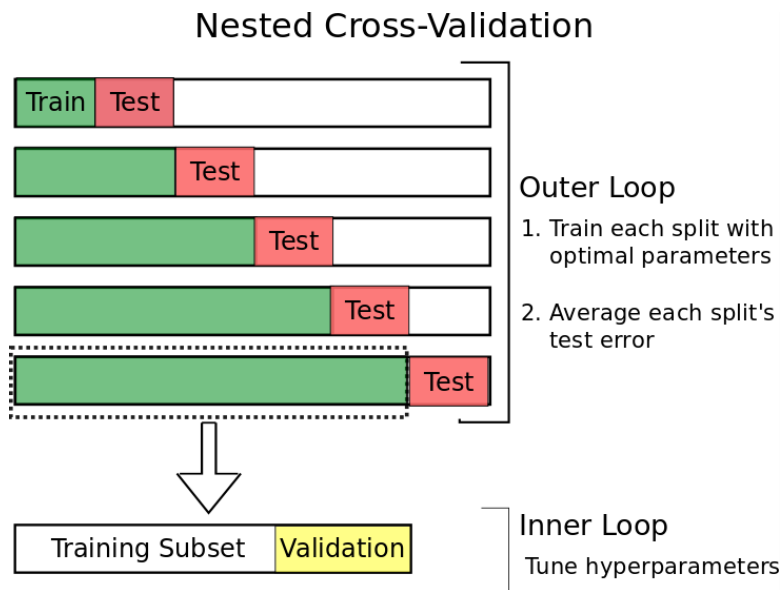 Nested Cross-Validation
Train Test
Test
Test
Test
Test
Outer Loop
1. Train each split with
optimal parameters
2. Average each split's
test error
Training Subset Validation
Inner Loop
Tune hyperparameters